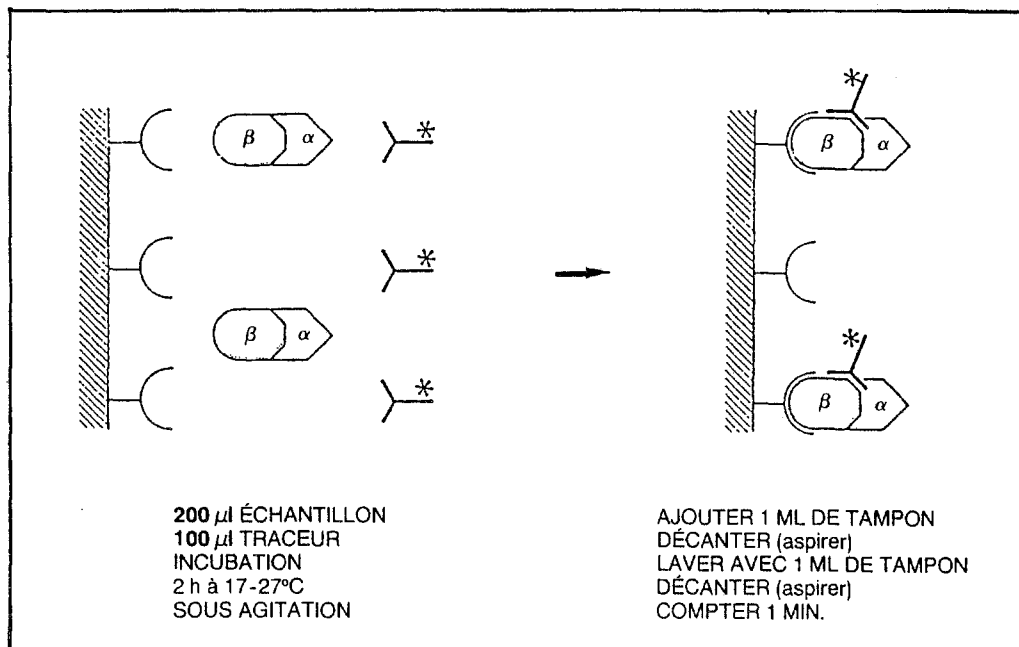 β α
β α
* * *
200 µl ÉCHANTILLON
100 µl TRACEUR
INCUBATION
2 h à 17-27ºC
SOUS AGITATION
*
β α
*
β α
AJOUTER 1 ML DE TAMPON
DÉCANTER (aspirer)
LAVER AVEC 1 ML DE TAMPON
DÉCANTER (aspirer)
COMPTER 1 MIN.